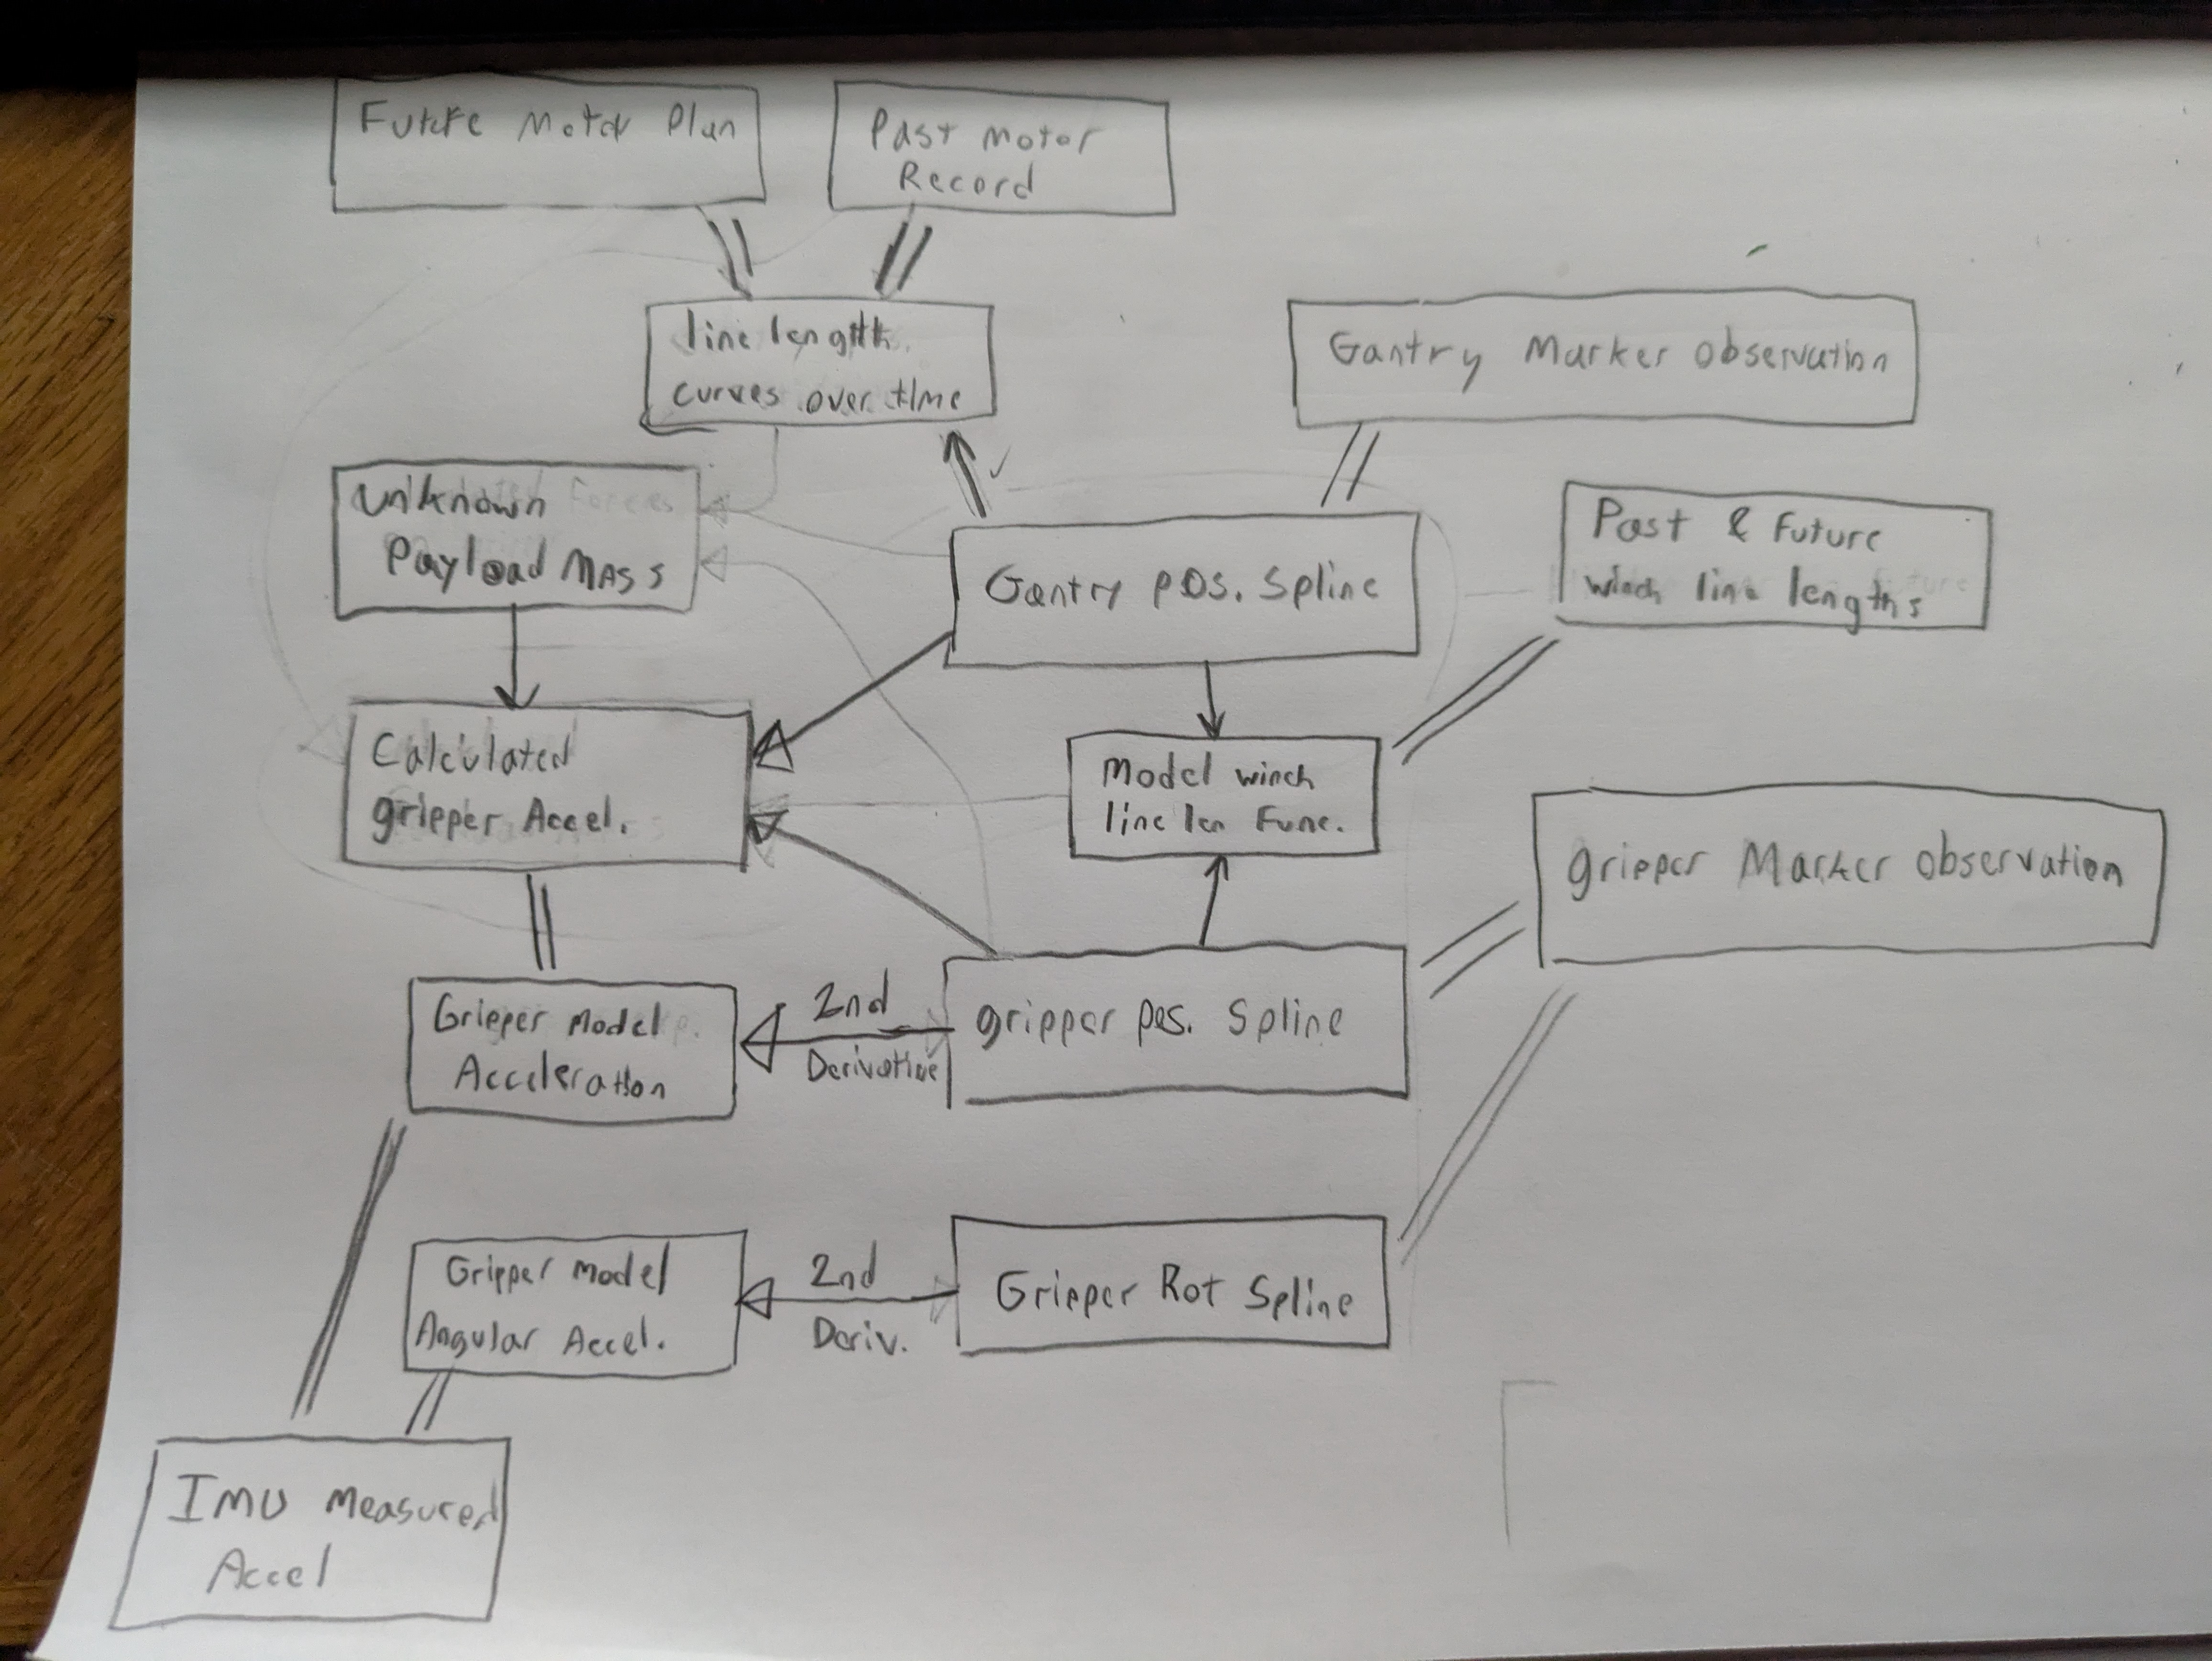 Future Motor Plan
Past Motor
Record
line length
curves over time
Gantry Marker observation
Unknown
Payload MASS
Gantry pos. Spline
Past & Future
winch line lengths
Calculated
gripper Accel.
Model winch
line len Func.
gripper Marker observation
Gripper Model
Acceleration
2nd
Derivative
gripper pos. Spline
Gripper model
Angular Accel.
2nd
Deriv.
Gripper Rot Spline
IMU Measured
Accel